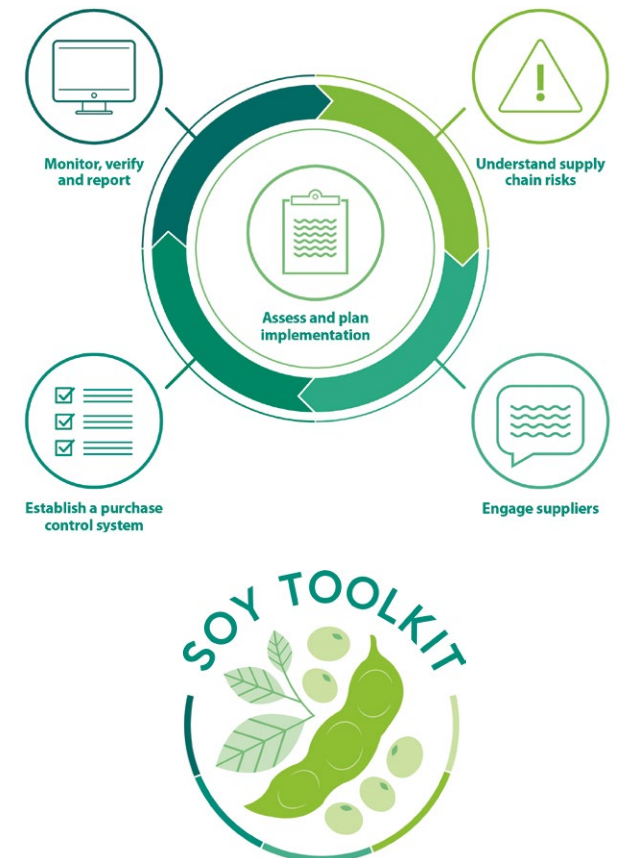 Monitor, verify
and report
Understand supply
chain risks
Assess and plan
implementation
Establish a purchase
control system
Engage suppliers
SOY TOOLKIT